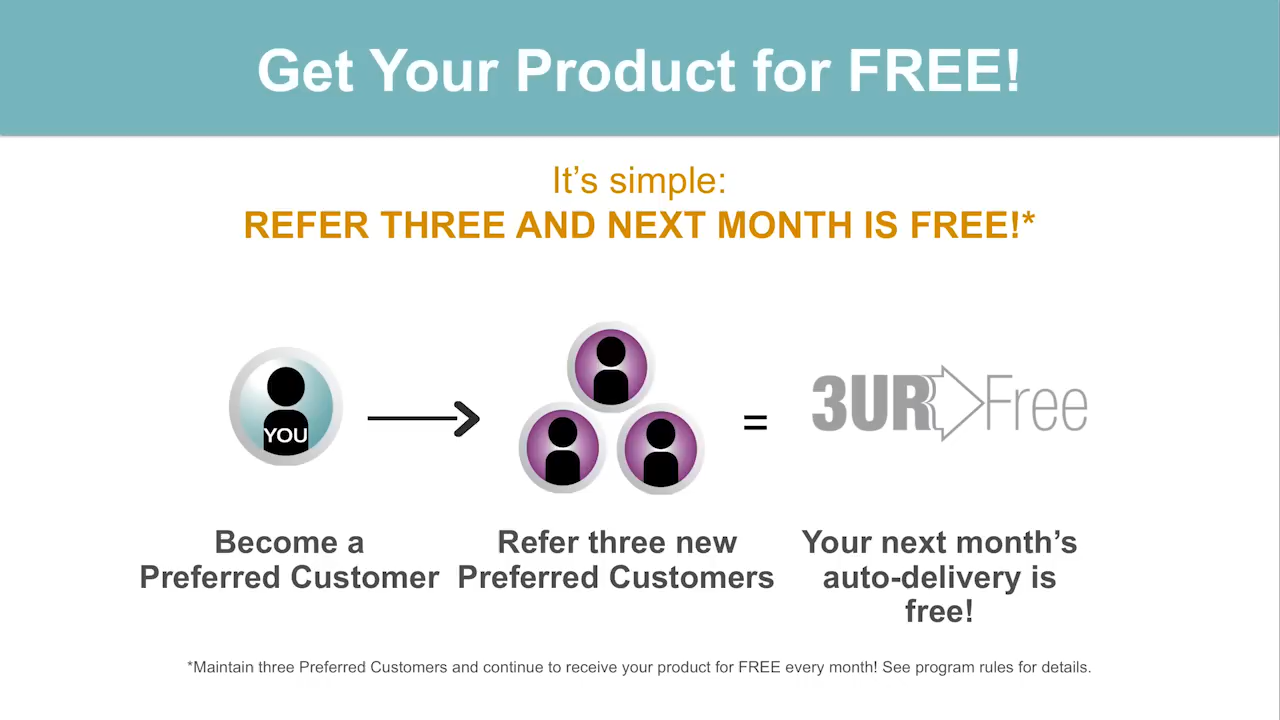 Get Your Product for FREE!
It’s simple:
REFER THREE AND NEXT MONTH IS FREE!*
YOU
=
3UR Free
Become a
Preferred Customer
Refer three new
Preferred Customers
Your next month’s
auto-delivery is
free!
*Maintain three Preferred Customers and continue to receive your product for FREE every month! See program rules for details.